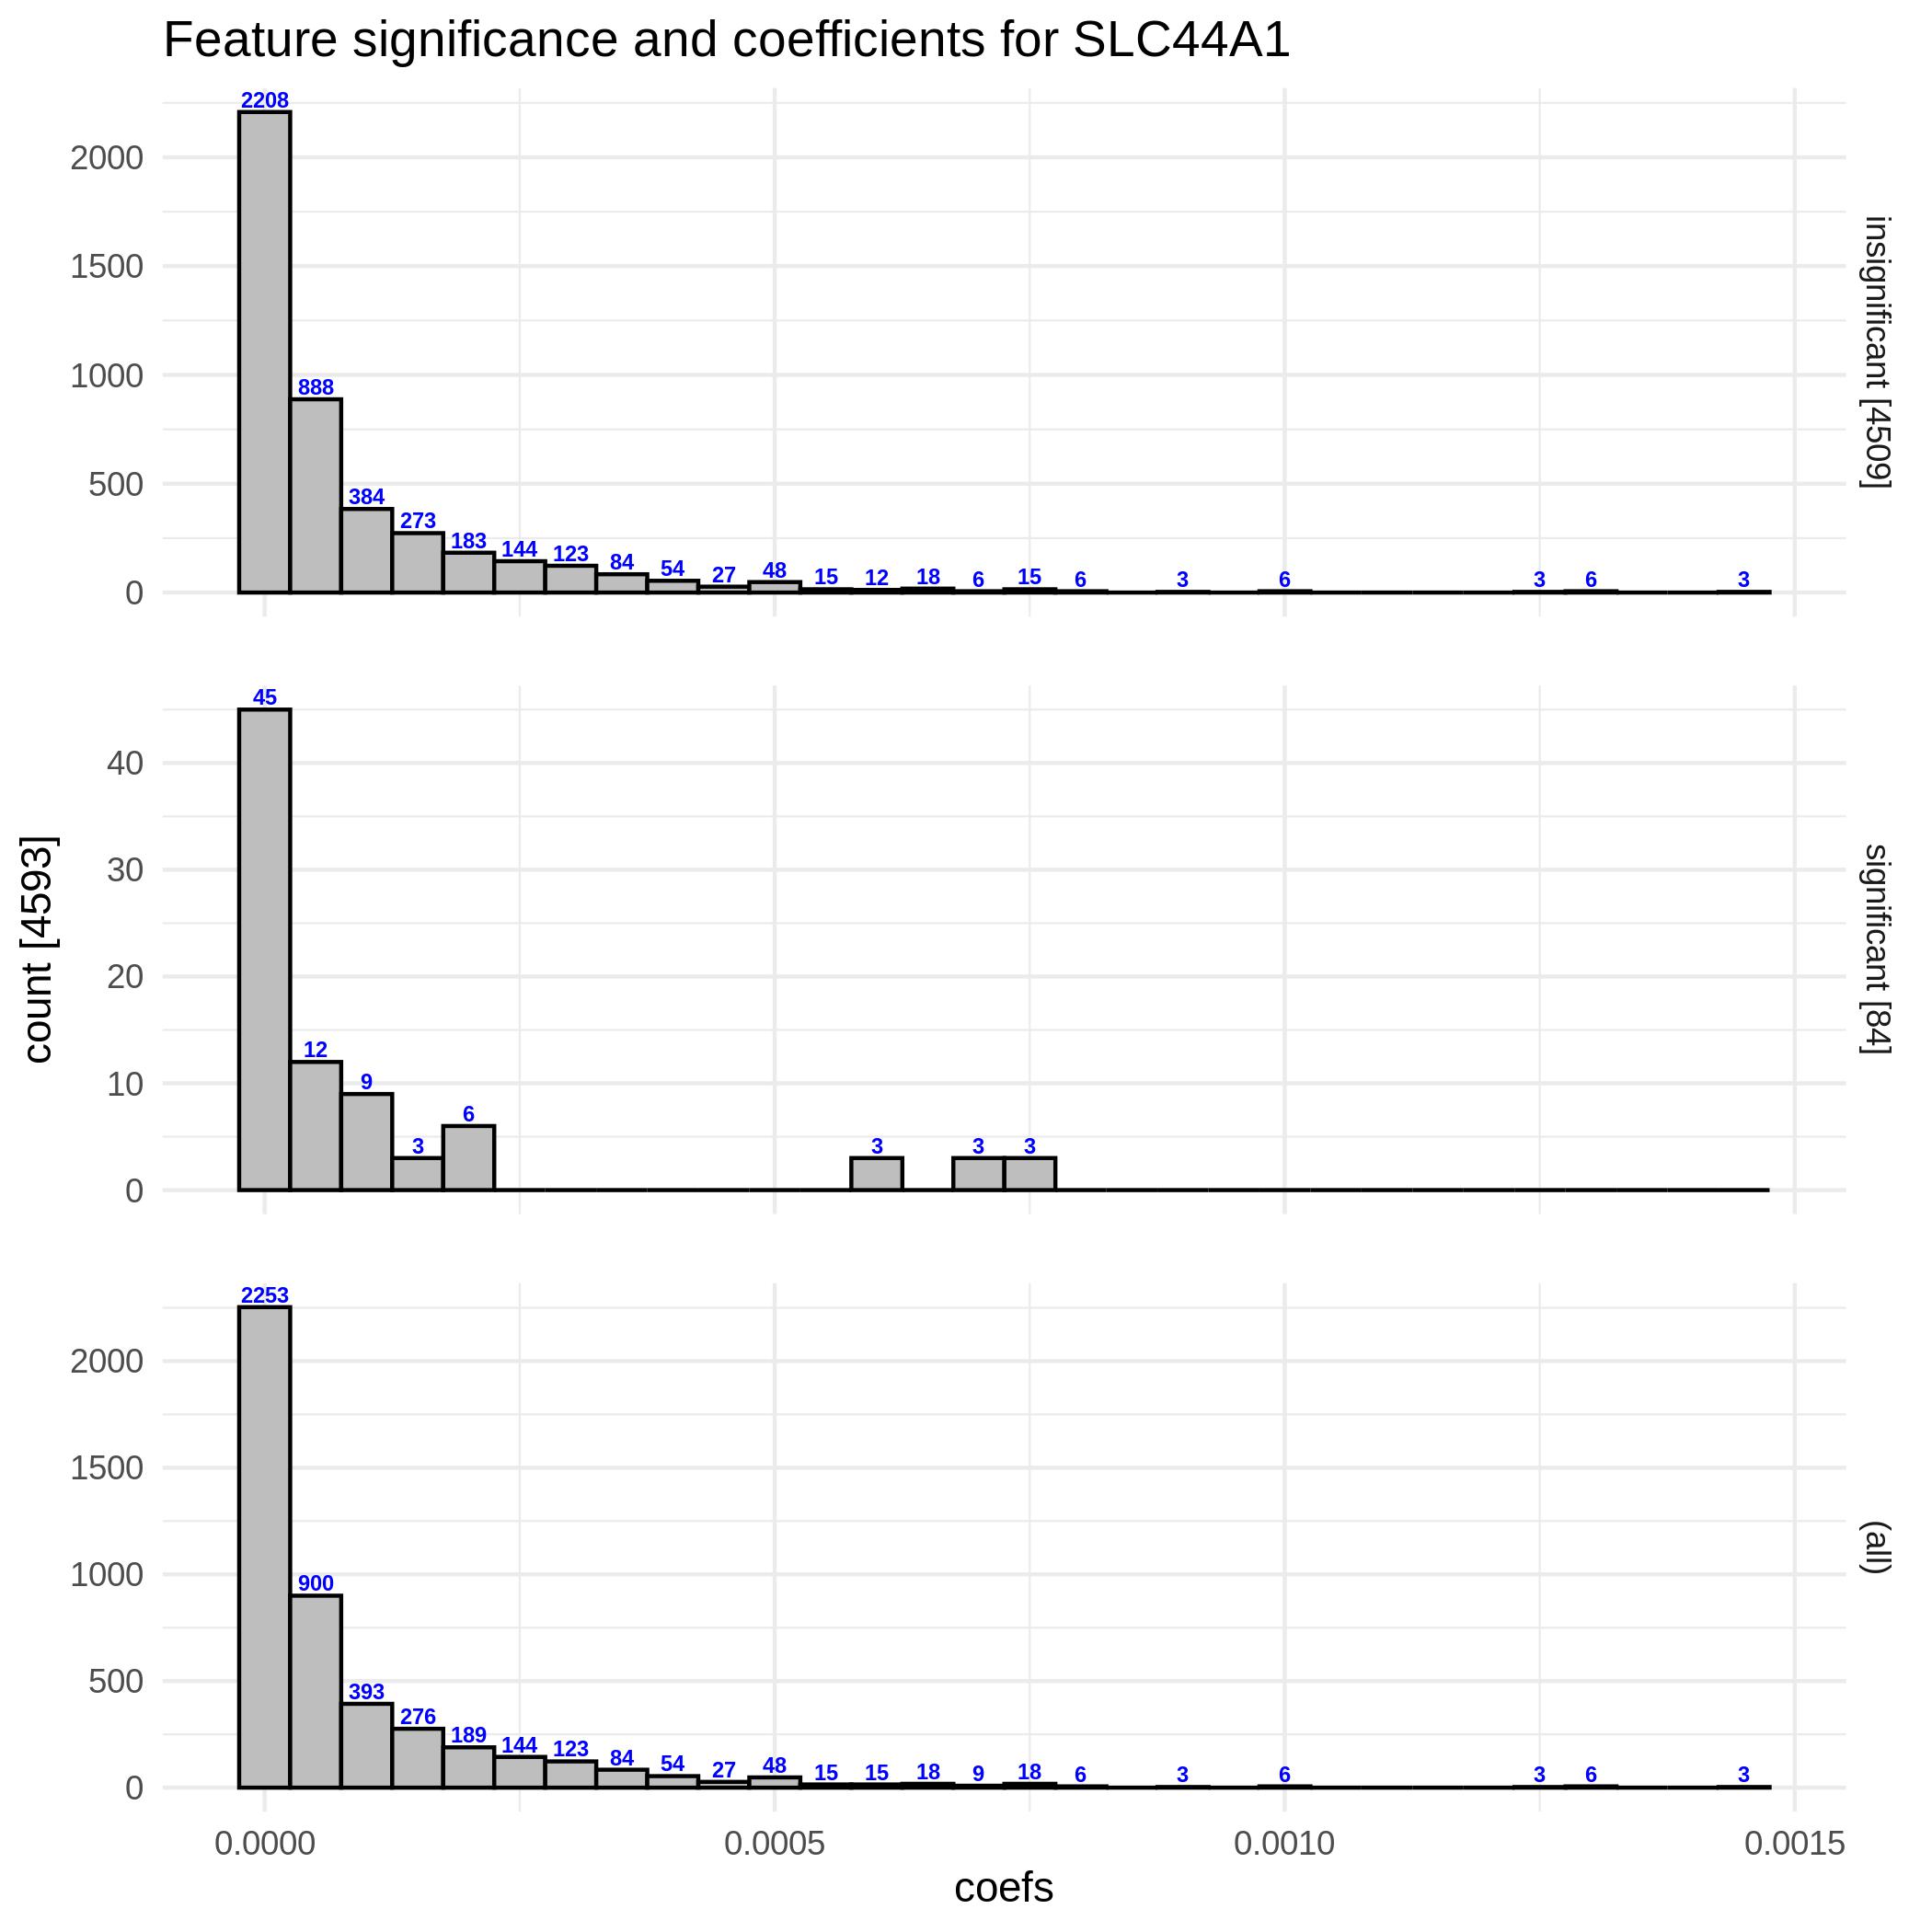 Feature significance and coefficients for SLC44A1
2208
2000
1500
1000
888
500
384
273
183 144 123 84 54 27 48 15 12 18 6 15 6 3 6 3 6 3
0
insignificant [4509]
45
40
30
20
12
10
9
3
6
3 3 3
0
significant [84]
count [4593]
2253
2000
1500
1000
900
500
393
276
189 144 123 84 54 27 48 15 15 18 9 18 6 3 6 3 6 3
0
(all)
0.0000 0.0005 0.0010 0.0015
coefs